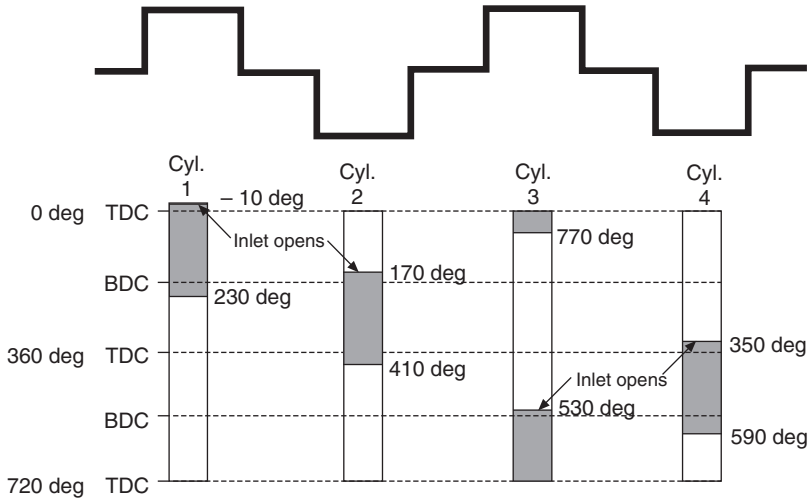 Cyl.
1
Cyl.
2
Cyl.
3
Cyl.
4
0 deg TDC
– 10 deg
Inlet opens
770 deg
170 deg
BDC
230 deg
360 deg TDC
350 deg
410 deg
Inlet opens
530 deg
BDC
590 deg
720 deg TDC